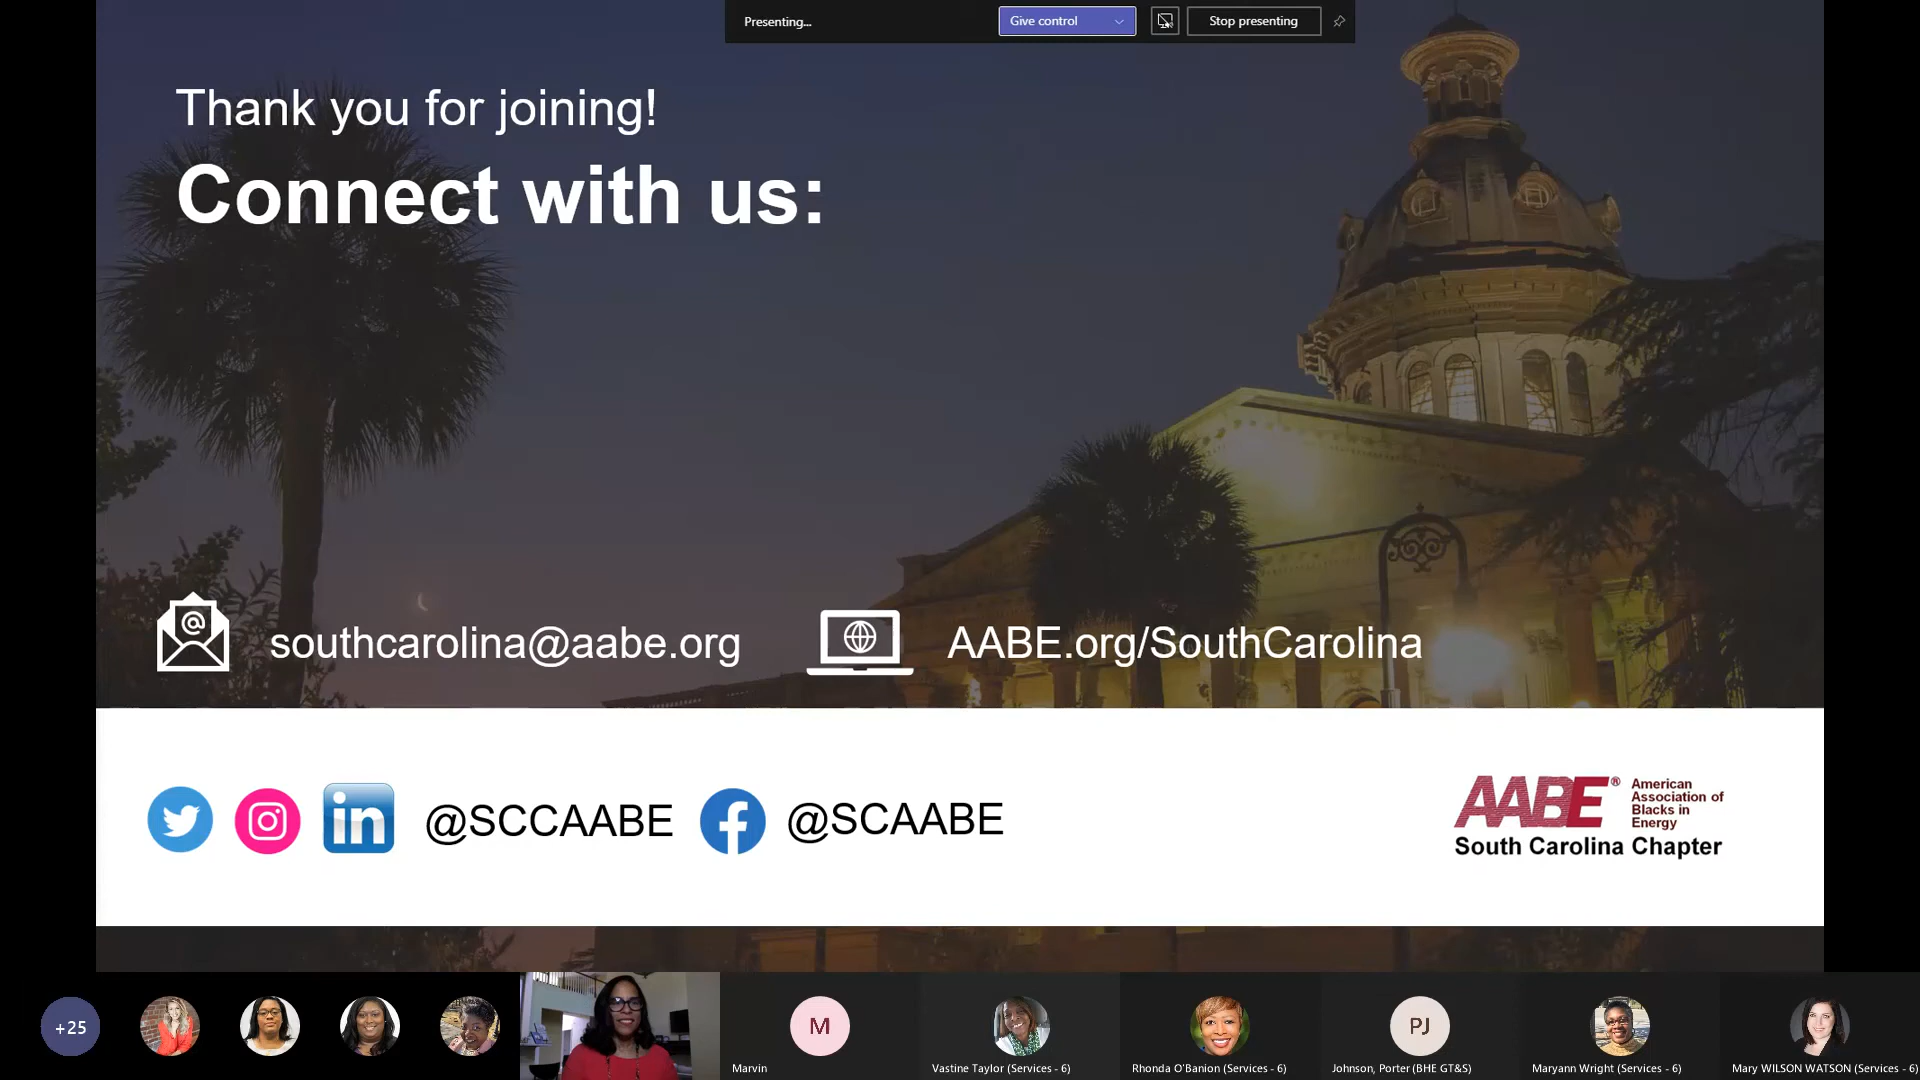 Presenting...
Give control
Stop presenting
Thank you for joining!
Connect with us:
southcarolina@aabe.org
AABE.org/SouthCarolina
@SCCAABE
@SCAABE
AABE®
American
Association of
Blacks in
Energy
South Carolina Chapter
+25
M
PJ
Marvin
Vastine Taylor (Services - 6)
Rhonda O'Banion (Services - 6)
Johnson, Porter (BHE GT&S)
Maryann Wright (Services - 6)
Mary WILSON WATSON (Services - 6)